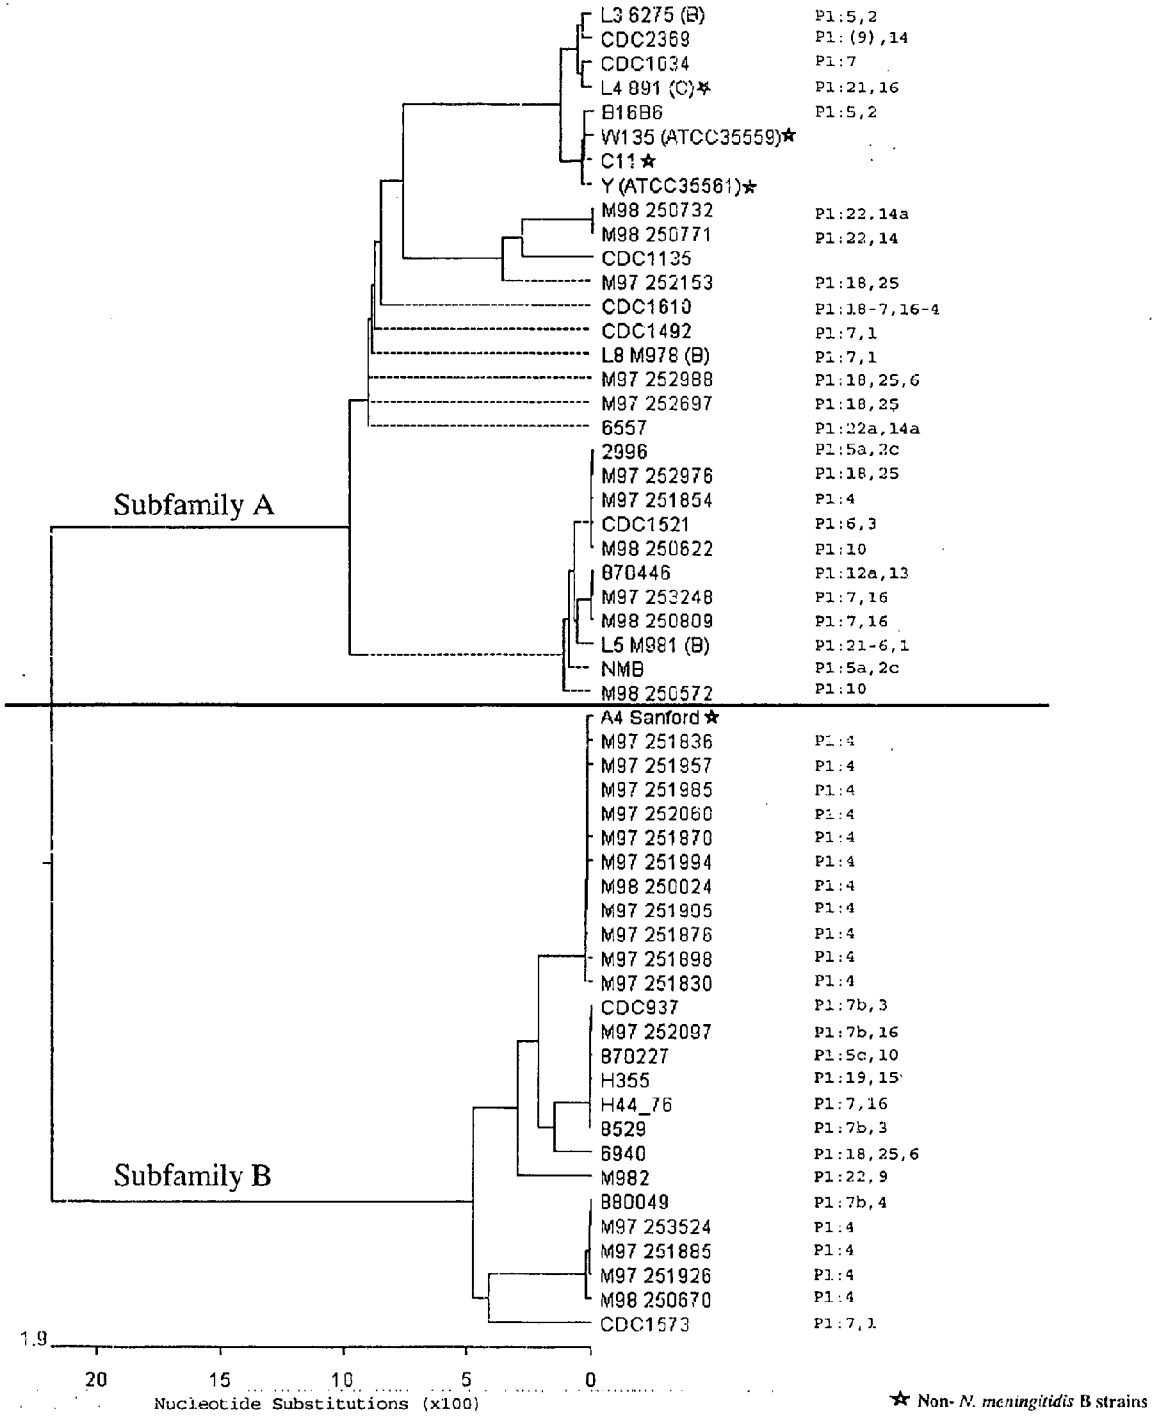 L3 6275 (B) P1:5,2
CDC2369 P1:(9),14
CDC1034 P1:7
L4 891 (C)☆ P1:21,16
B16B6 P1:5,2
W135 (ATCC35559)☆
C11☆
Y (ATCC35561)☆
M98 250732 P1:22,14a
M98 250771 P1:22,14
CDC1135
M97 252153 P1:18,25
CDC1610 P1:18-7,16-4
CDC1492 P1:7,1
L8 M978 (B) P1:7,1
M97 252988 P1:18,25,6
M97 252697 P1:18,25
6557 P1:22a,14a
2996 P1:5a,2c
M97 252976 P1:18,25
M97 251854 P1:4
Subfamily A
CDC1521 P1:6,3
M98 250622 P1:10
870446 P1:12a,13
M97 253248 P1:7,16
M98 250809 P1:7,16
L5 M981 (B) P1:21-6,1
NMB P1:5a,2c
M98 250572 P1:10
A4 Sanford ☆
M97 251836 P1:4
M97 251957 P1:4
M97 251985 P1:4
M97 252060 P1:4
M97 251870 P1:4
M97 251994 P1:4
M98 250024 P1:4
M97 251905 P1:4
M97 251876 P1:4
M97 251898 P1:4
M97 251830 P1:4
CDC937 P1:7b,3
M97 252097 P1:7b,16
870227 P1:5c,10
H355 P1:19,15
H44_76 P1:7,16
8529 P1:7b,3
6940 P1:18,25,6
Subfamily B
M982 P1:22,9
880049 P1:7b,4
M97 253524 P1:4
M97 251885 P1:4
M97 251926 P1:4
M98 250670 P1:4
CDC1573 P1:7,1
1.9
20 15 10 5 0
Nucleotide Substitutions (x100)
☆ Non- N. meningitidis B strains